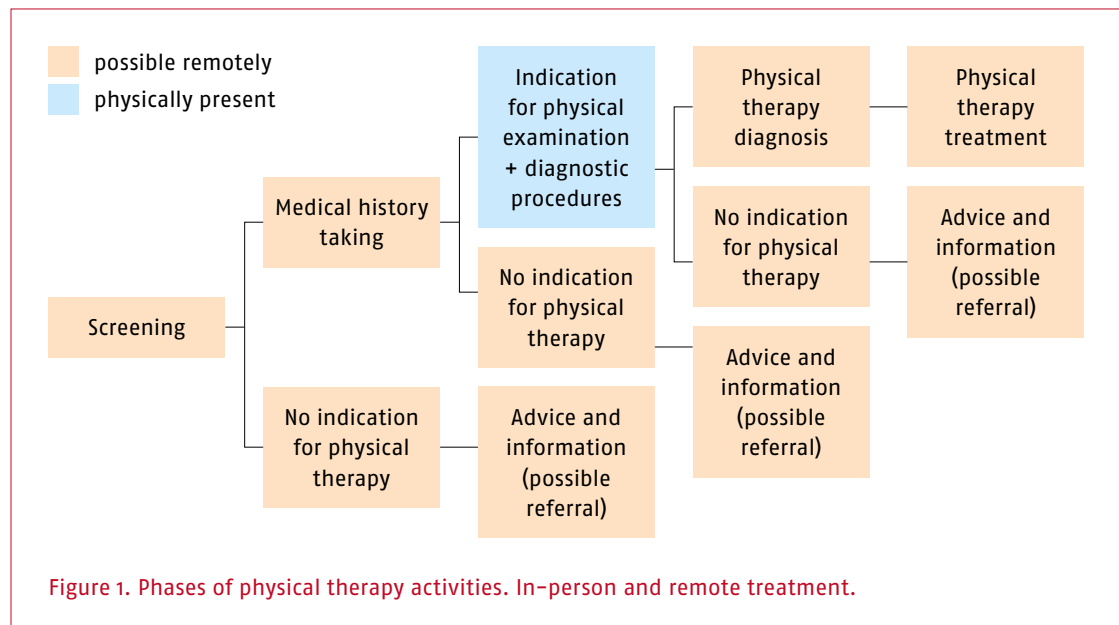 possible remotely
physically present
Screening
Medical history
taking
No indication
for physical
therapy
Indication
for physical
examination
+ diagnostic
procedures
No indication
for physical
therapy
Advice and
information
(possible
referral)
Physical
therapy
diagnosis
No indication
for physical
therapy
Advice and
information
(possible
referral)
Physical
therapy
treatment
Advice and
information
(possible
referral)
Figure 1. Phases of physical therapy activities. In-person and remote treatment.